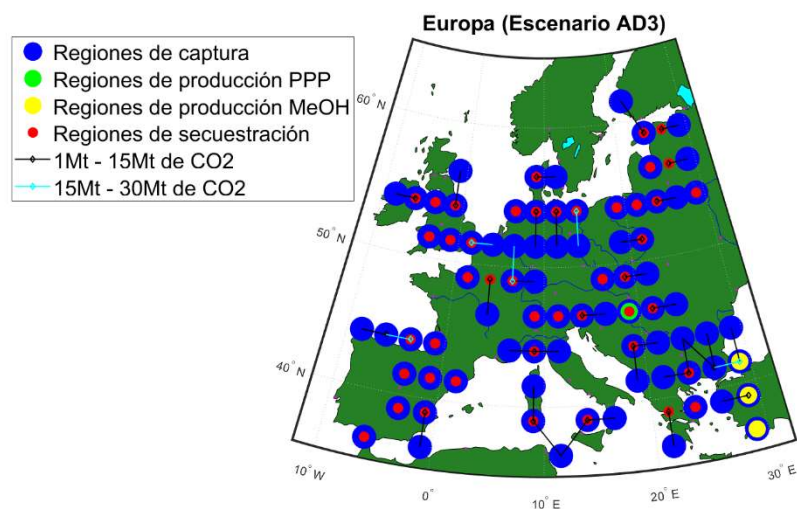 Europa (Escenario AD3)
Regiones de captura
Regiones de producción PPP
Regiones de producción MeOH
Regiones de secuestración
1Mt - 15Mt de CO2
15Mt - 30Mt de CO2
60° N
50° N
40° N
10° W
0°
10° E
20° E
30° E